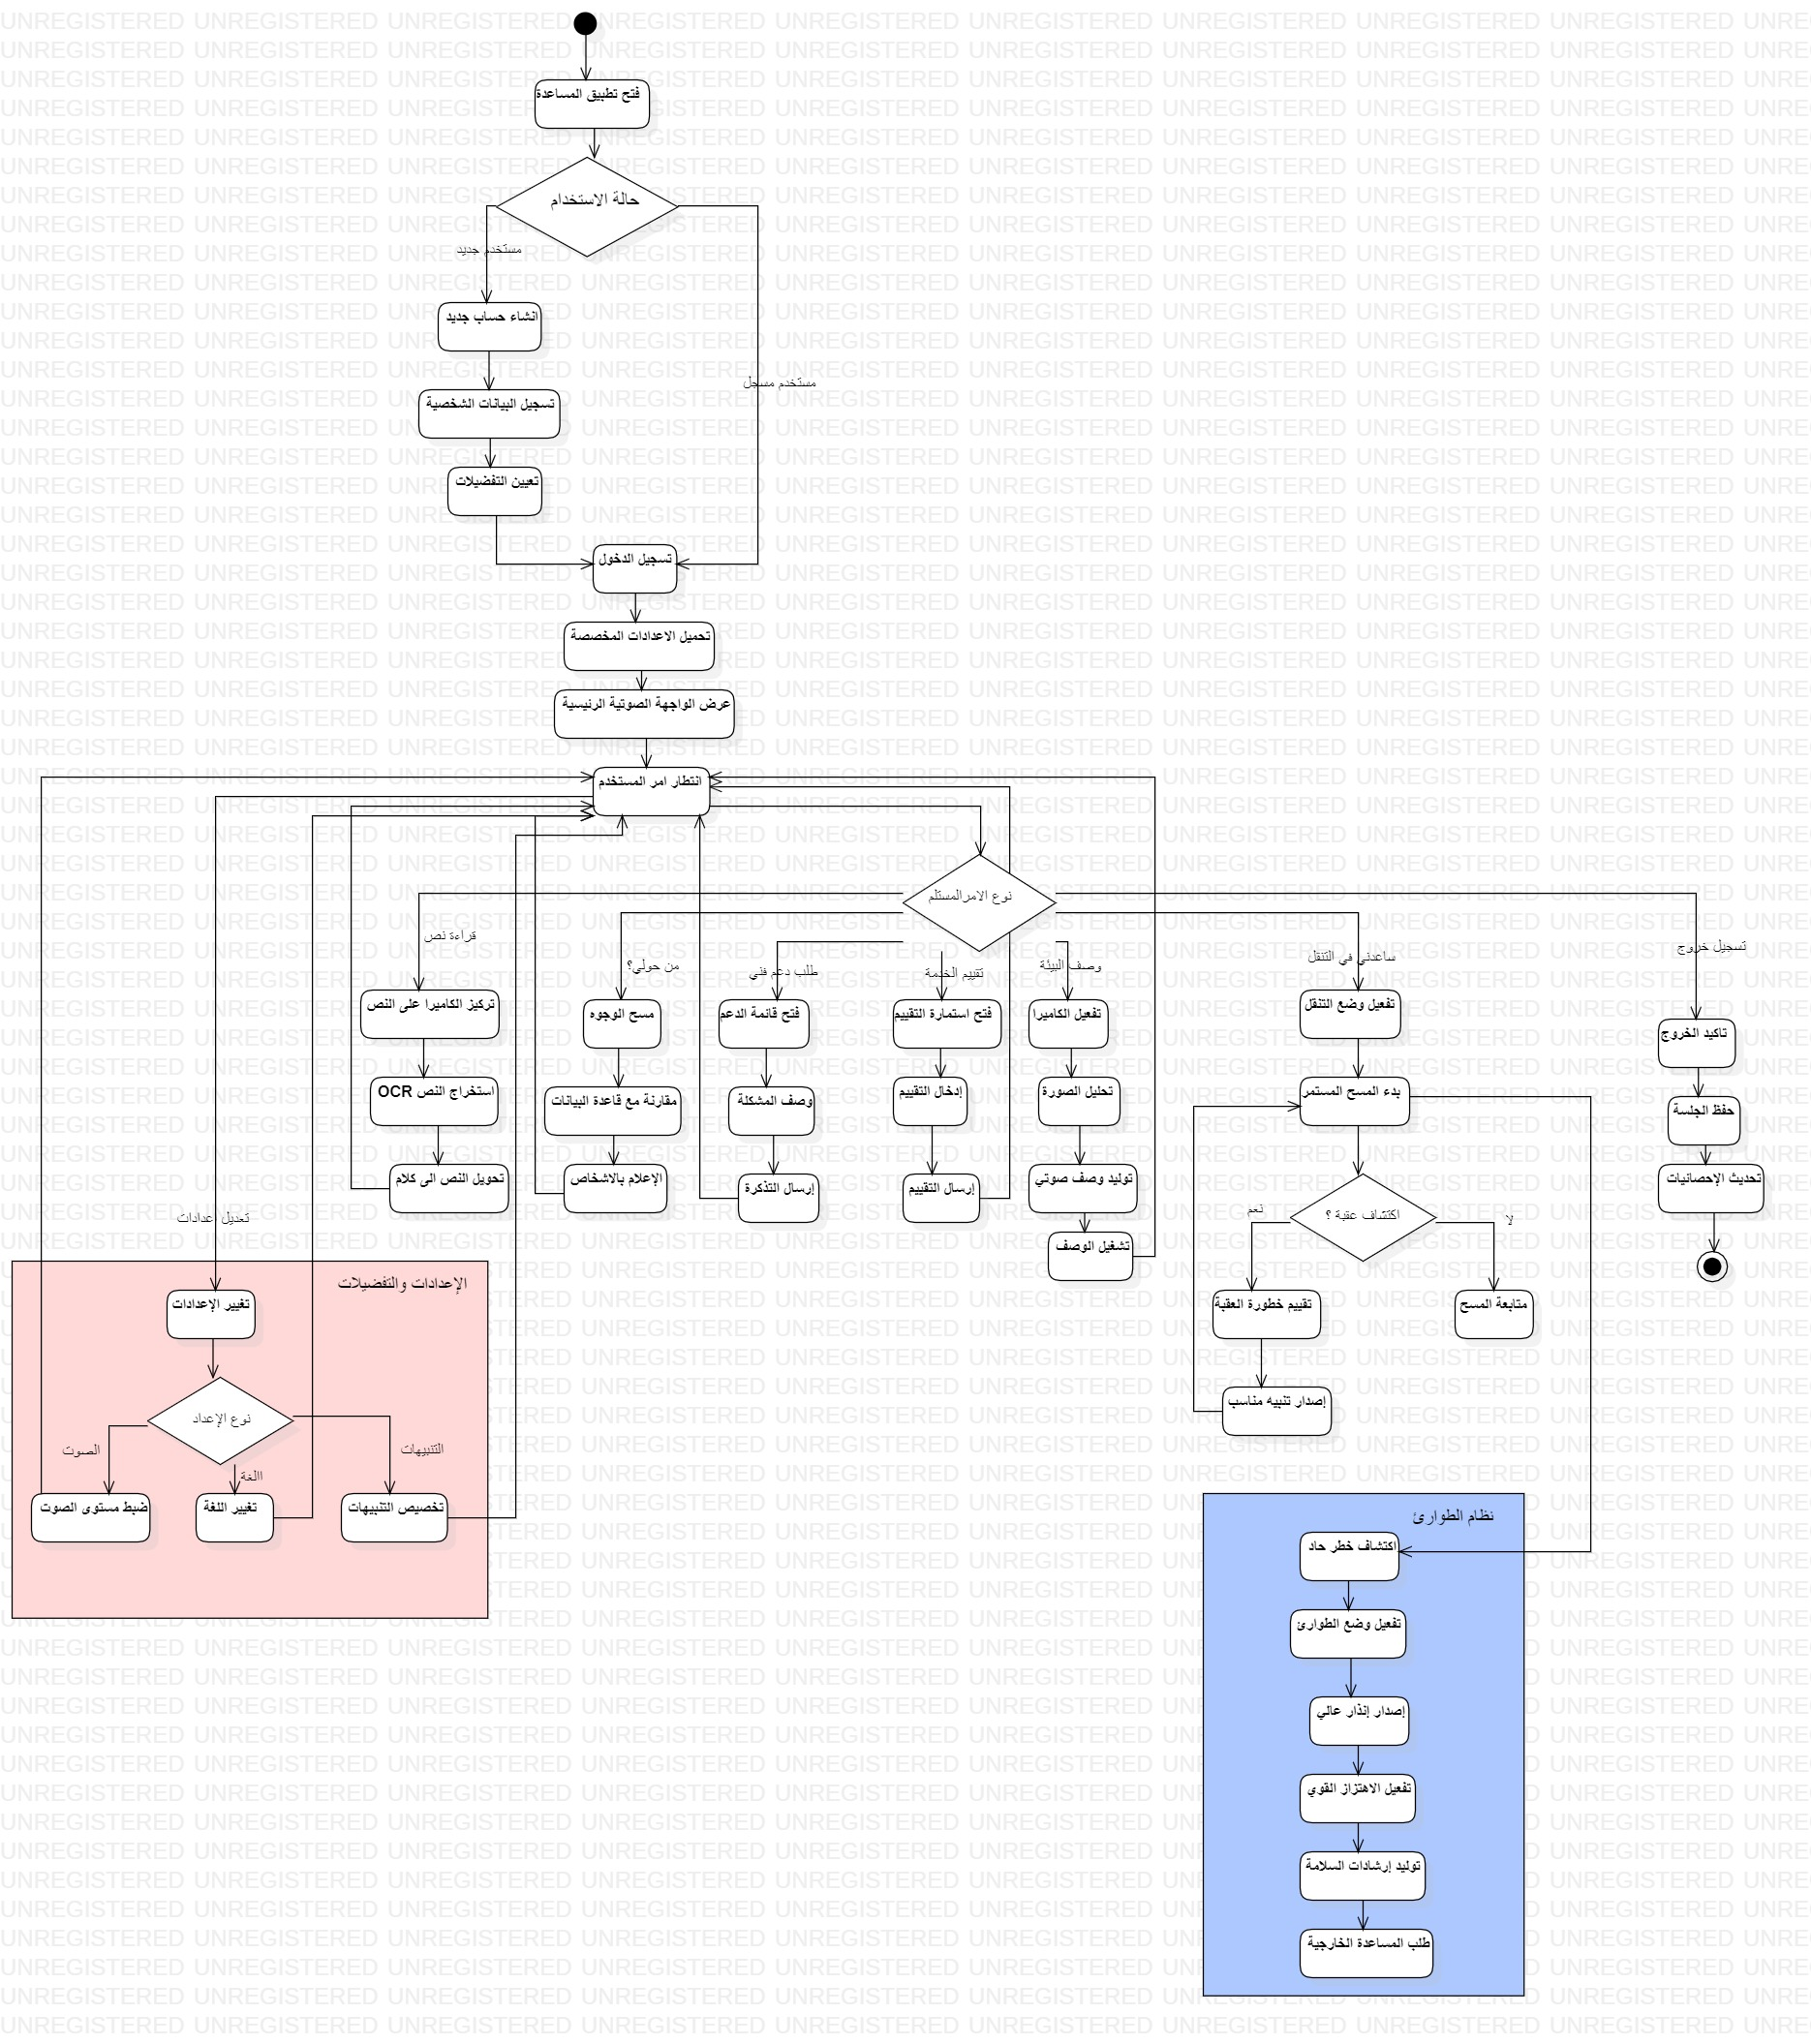 فتح تطبيق المساعدة
حالة الاستخدام
مستخدم جديد
انشاء حساب جديد
مستخدم مسجل
تسجيل البيانات الشخصية
تعيين التفضيلات
تسجيل الدخول
تحميل الاعدادات المخصصة
عرض الواجهة الصوتية الرئيسية
انتظار امر المستخدم
نوع الامرالمستلم
تسجيل خروج
ساعدني في التنقل
وصف البيئة
تقييم الخدمة
طلب دعم فني
من حولي؟
قراءة نص
تاكيد الخروج
تفعيل وضع التنقل
تفعيل الكاميرا
فتح استمارة التقييم
فتح قائمة الدعم
مسح الوجوه
تركيز الكاميرا على النص
حفظ الجلسة
بدء المسح المستمر
تحليل الصورة
إدخال التقييم
وصف المشكلة
مقارنة مع قاعدة البيانات
استخراج النص OCR
تحديث الإحصائيات
توليد وصف صوتي
إرسال التقييم
إرسال التذكرة
الإعلام بالاشخاص
تحويل النص الى كلام
اكتشاف عقبة ؟
نعم
لا
تشغيل الوصف
تعديل اعدادات
الإعدادات والتفضيلات
تغيير الإعدادات
تقييم خطورة العقبة
متابعة المسح
إصدار تنبيه مناسب
نوع الإعداد
التنبيهات
الصوت
االغة
تخصيص التنبيهات
تغيير اللغة
ضبط مستوى الصوت
نظام الطوارئ
اكتشاف خطر حاد
تفعيل وضع الطوارئ
إصدار إنذار عالي
تفعيل الاهتزاز القوي
توليد إرشادات السلامة
طلب المساعدة الخارجية